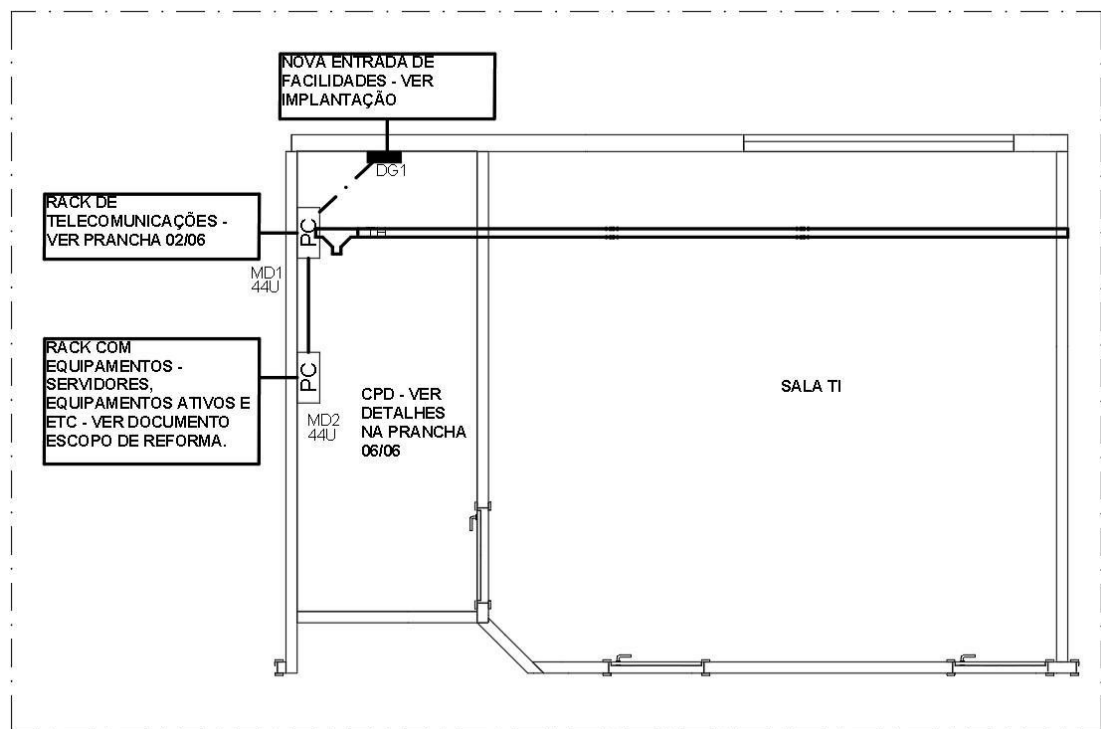 NOVA ENTRADA DE
FACILIDADES - VER
IMPLANTAÇÃO
DG1
RACK DE
TELECOMUNICAÇÕES -
VER PRANCHA 02/06
PC
TH
MD1
44U
RACK COM
EQUIPAMENTOS -
SERVIDORES,
EQUIPAMENTOS ATIVOS E
ETC - VER DOCUMENTO
ESCOPO DE REFORMA.
PC
MD2
44U
CPD - VER
DETALHES
NA PRANCHA
06/06
SALA TI